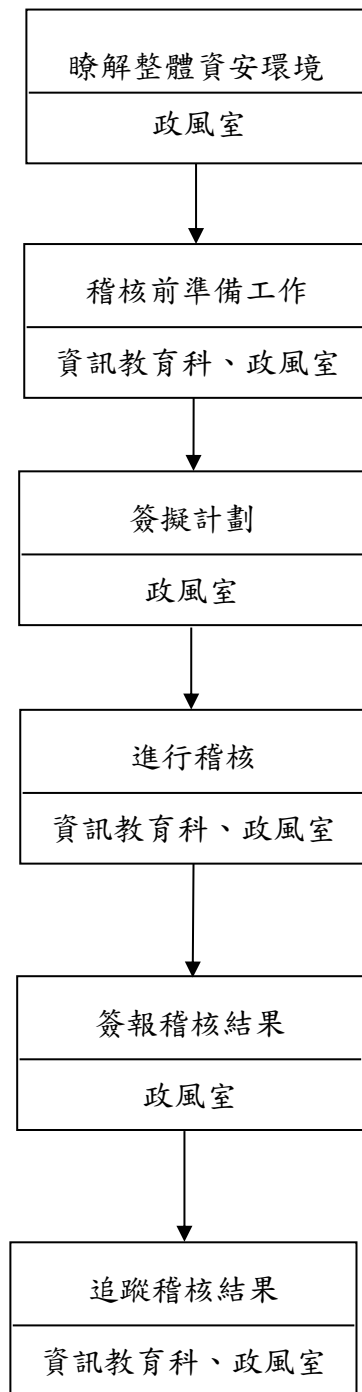 瞭解整體資安環境
政風室
稽核前準備工作
資訊教育科、政風室
簽擬計劃
政風室
進行稽核
資訊教育科、政風室
簽報稽核結果
政風室
追蹤稽核結果
資訊教育科、政風室